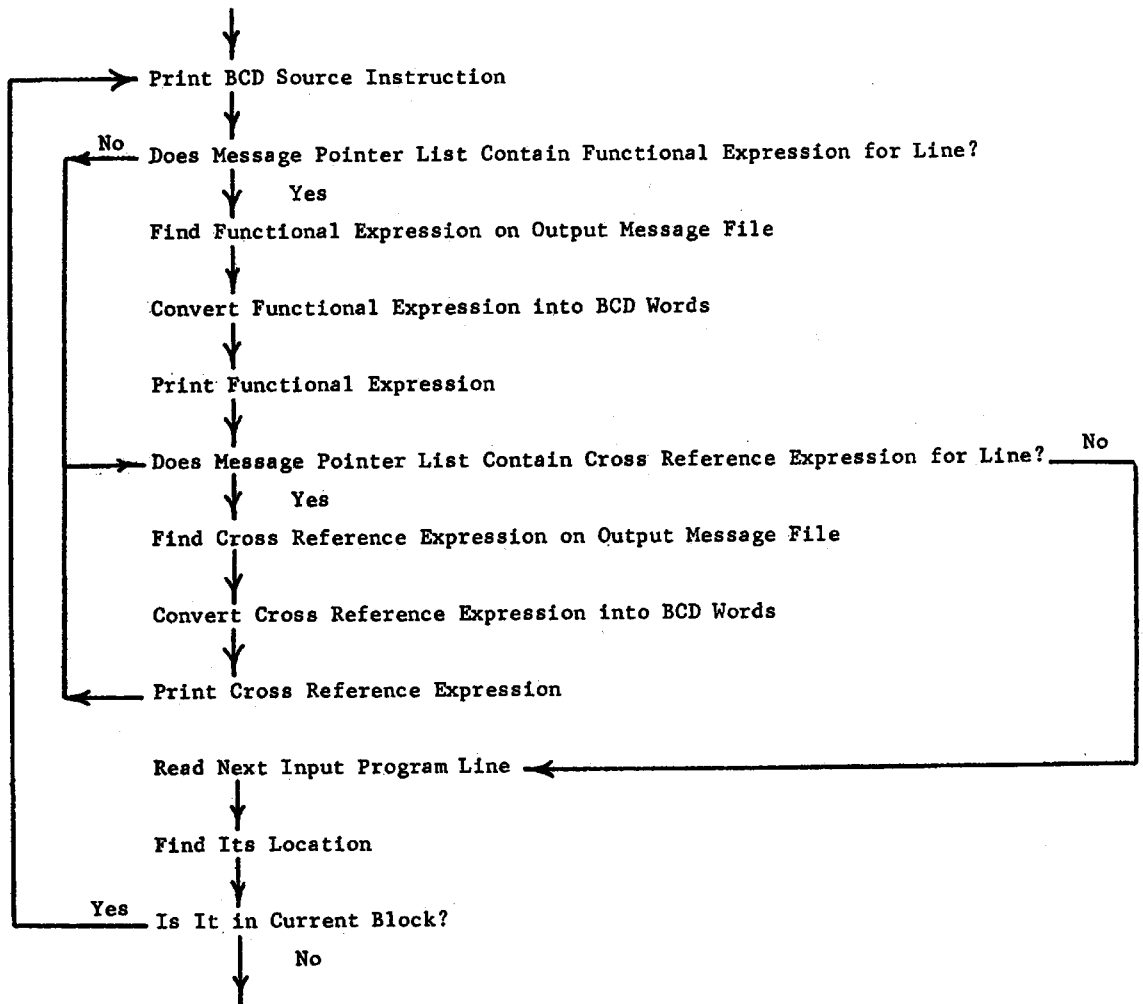 Print BCD Source Instruction
No
Does Message Pointer List Contain Functional Expression for Line?
Yes
Find Functional Expression on Output Message File
Convert Functional Expression into BCD Words
Print Functional Expression
Does Message Pointer List Contain Cross Reference Expression for Line?
No
Yes
Find Cross Reference Expression on Output Message File
Convert Cross Reference Expression into BCD Words
Print Cross Reference Expression
Read Next Input Program Line
Find Its Location
Yes
Is It in Current Block?
No